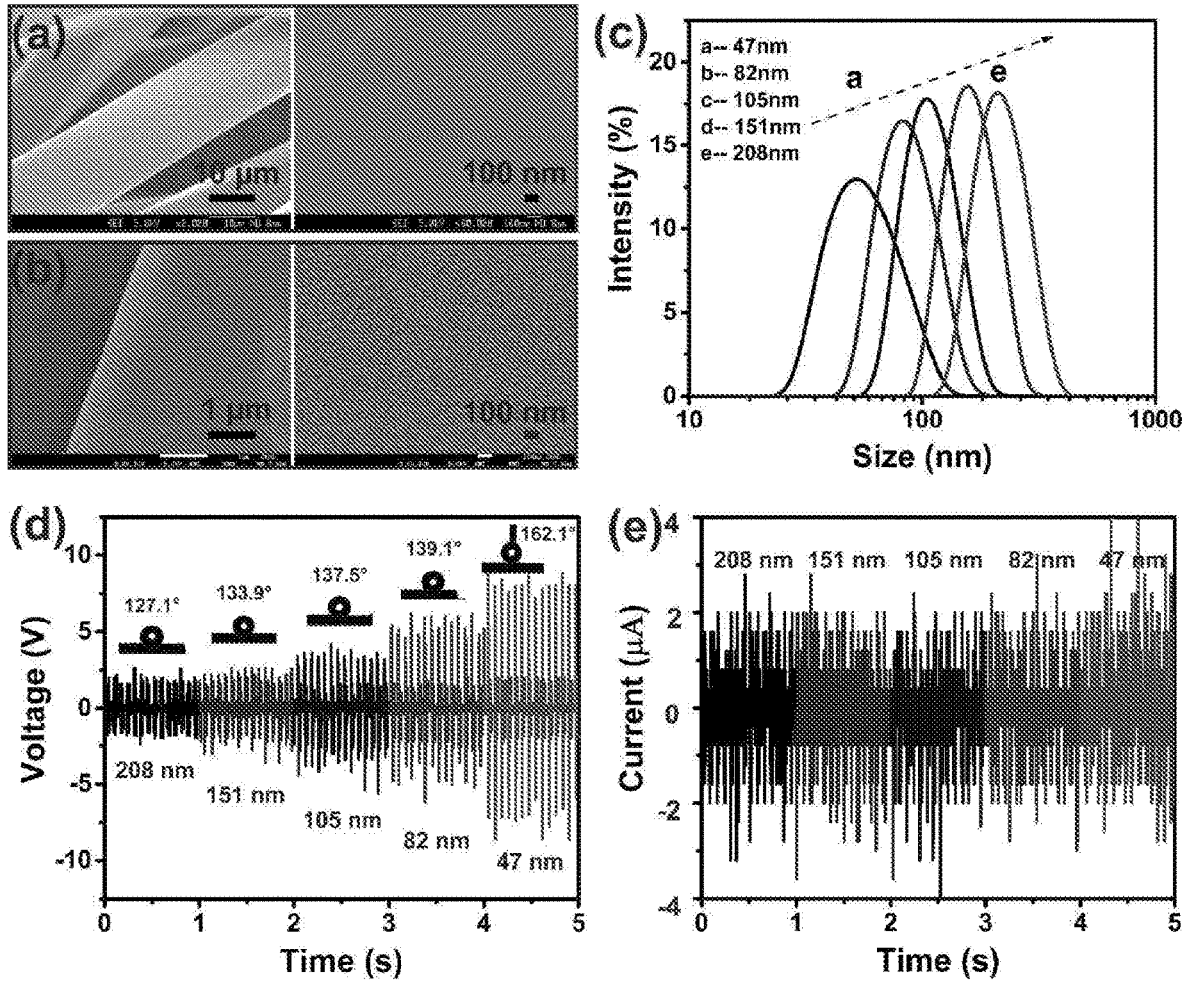 (a)
10 μm
100 nm
(b)
1 μm
100 nm
(c)
a-- 47nm
b-- 82nm
c-- 105nm
d-- 151nm
e-- 208nm
a
e
Intensity (%)
20
15
10
5
0
10
100
1000
Size (nm)
(d)
Voltage (V)
10
5
0
-5
-10
127.1°
133.9°
137.5°
139.1°
162.1°
208 nm
151 nm
105 nm
82 nm
47 nm
0 1 2 3 4 5
Time (s)
(e)
Current (μA)
4
2
0
-2
-4
208 nm 151 nm 105 nm 82 nm 47 nm
0 1 2 3 4 5
Time (s)